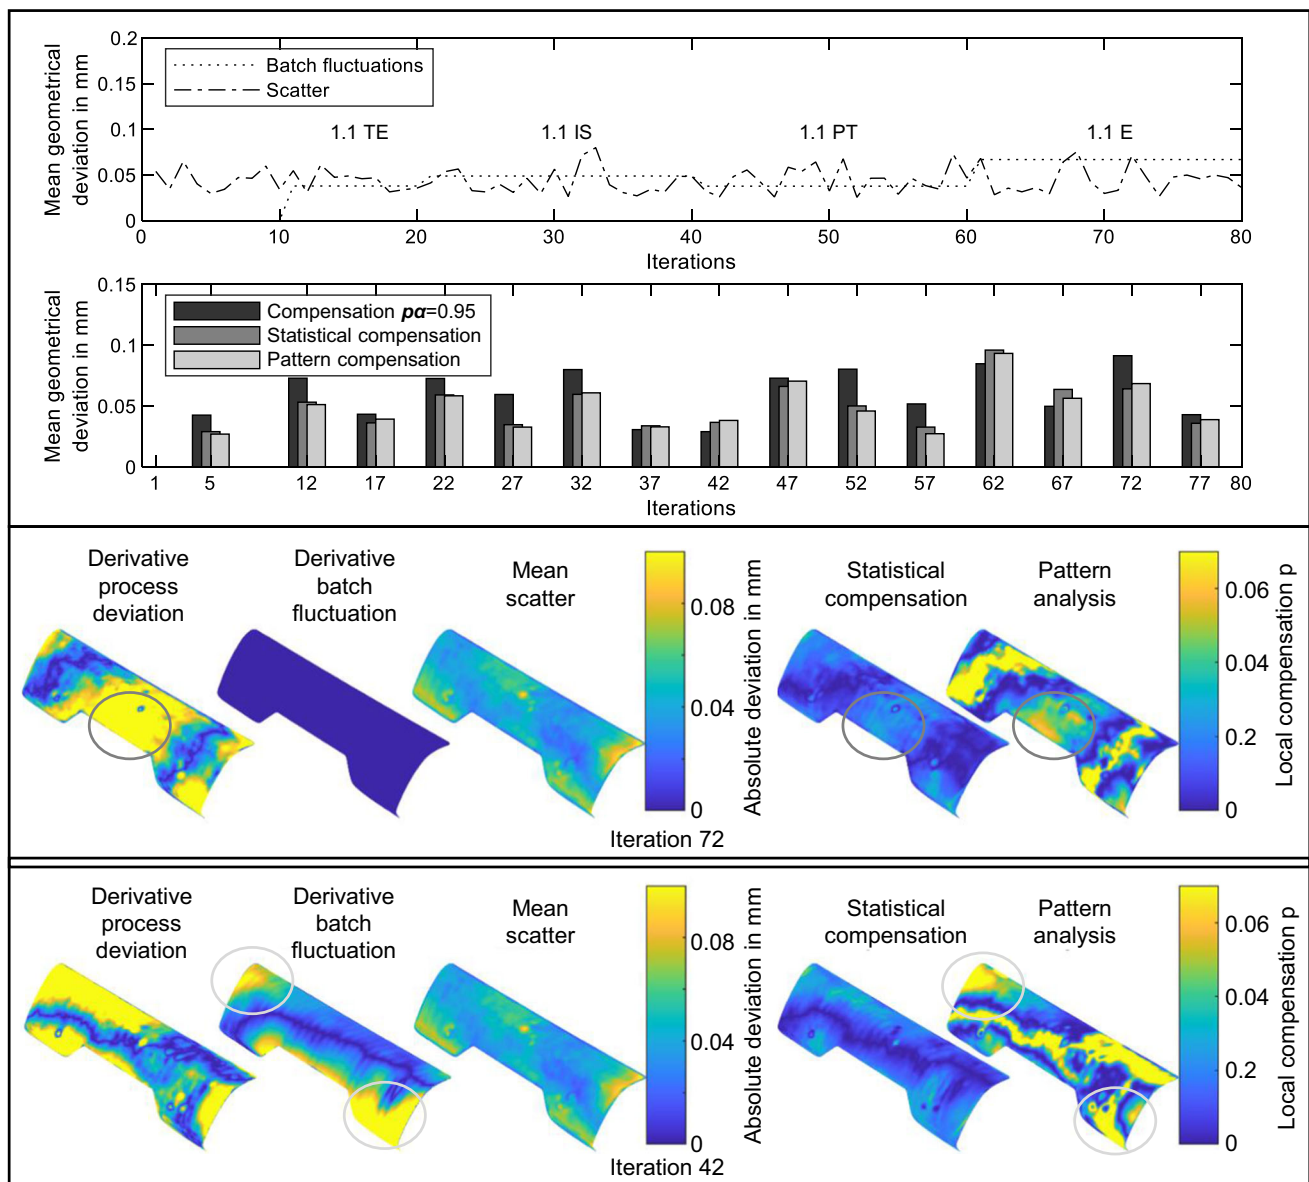 Mean geometrical
deviation in mm
0.2
0.15
0.1
0.05
0
Batch fluctuations
Scatter
1.1 TE
1.1 IS
1.1 PT
1.1 E
0 10 20 30 40 50 60 70 80
Iterations
Mean geometrical
deviation in mm
0.15
0.1
0.05
0
Compensation pα=0.95
Statistical compensation
Pattern compensation
1 5 12 17 22 27 32 37 42 47 52 57 62 67 72 77 80
Iterations
Derivative
process
deviation
Derivative
batch
fluctuation
Mean
scatter
0.08
0.04
0
Absolute deviation in mm
Statistical
compensation
Pattern
analysis
0.06
0.04
0.2
0
Local compensation p
Iteration 72
Derivative
process
deviation
Derivative
batch
fluctuation
Mean
scatter
0.08
0.04
0
Absolute deviation in mm
Statistical
compensation
Pattern
analysis
0.06
0.04
0.2
0
Local compensation p
Iteration 42